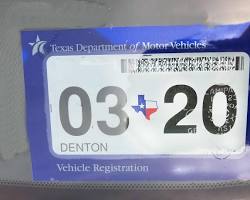 Texas Department of Motor Vehicles
03 20
DENTON
Vehicle Registration